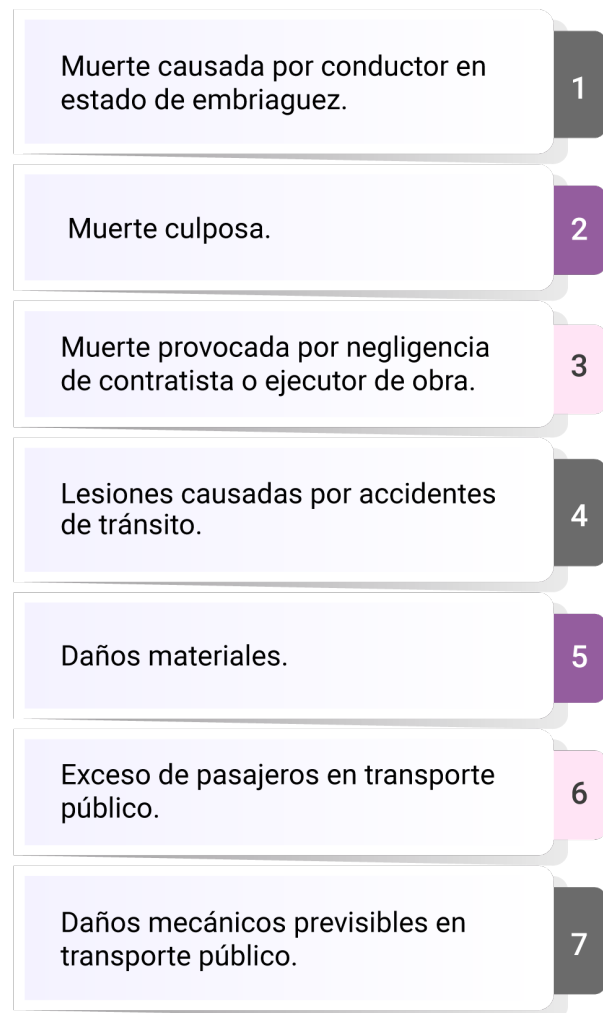 Muerte causada por conductor en
estado de embriaguez.
1
Muerte culposa.
2
Muerte provocada por negligencia
de contratista o ejecutor de obra.
3
Lesiones causadas por accidentes
de tránsito.
4
Daños materiales.
5
Exceso de pasajeros en transporte
público.
6
Daños mecánicos previsibles en
transporte público.
7